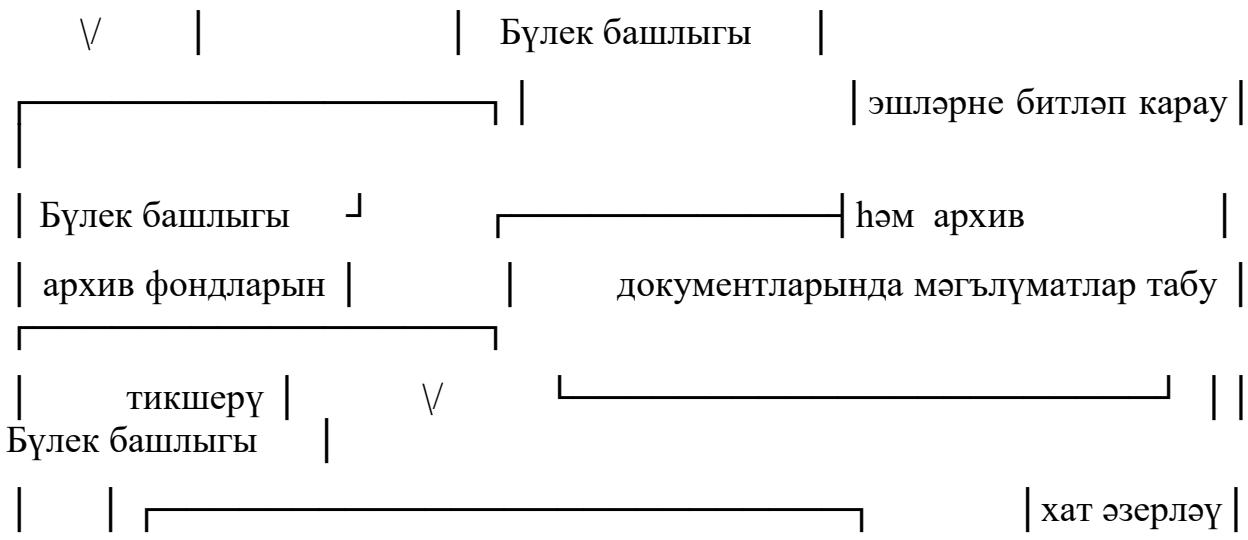 \/ │ │ Бүлек башлыгы │
┌──────────────┐ │ │эшләрне битләп карау│
│
│ Бүлек башлыгы ┘ ┌──────────┤һәм архив │
│ архив фондларын │ │ документларында мәгълүматлар табу │
┌──────────────┐
│ тикшерү │ \/ └──────────────────┘ │ │
Бүлек башлыгы │
│ │ ┌─────────────────────┐ │хат әзерләү│